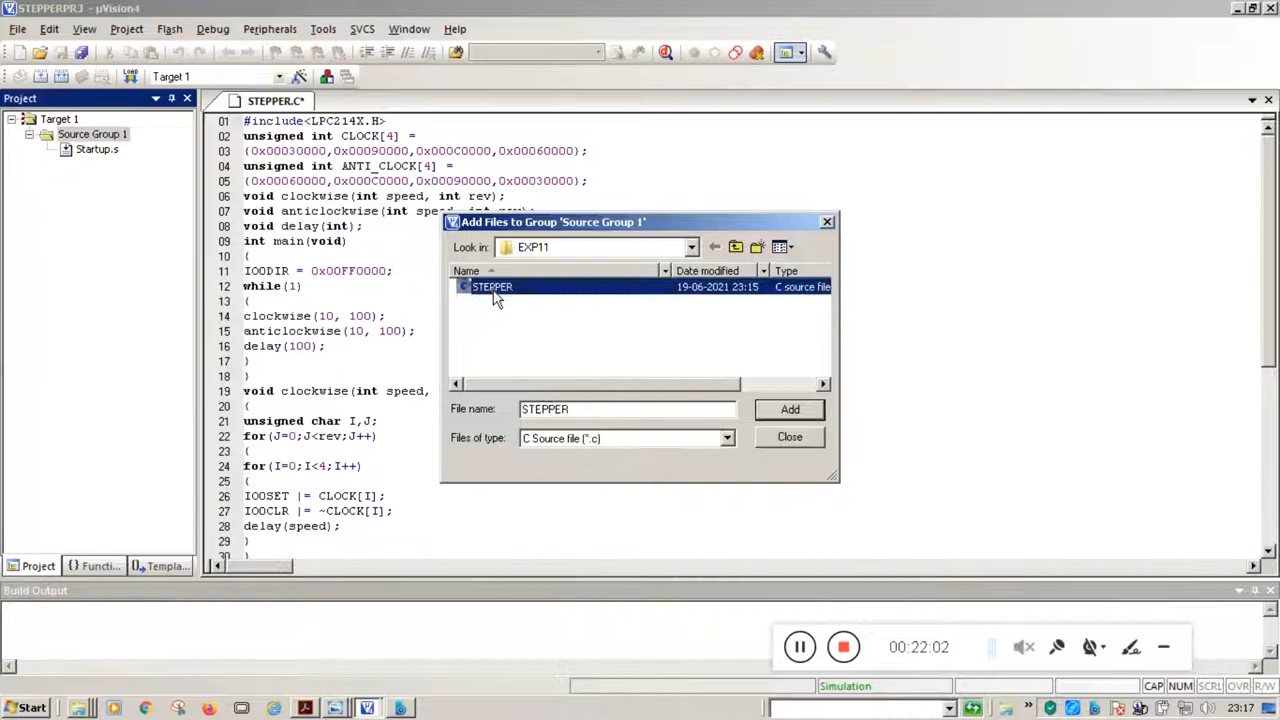 STEPPERPRJ - µVision4
File Edit View Project Flash Debug Peripherals Tools SVCS Window Help
LOAD Target 1
Project
STEPPER.C*
Target 1
Source Group 1
Startup.s
01 #include<LPC214X.H>
02 unsigned int CLOCK[4] =
03 {0x00030000,0x00090000,0x000C0000,0x00060000};
04 unsigned int ANTI_CLOCK[4] =
05 {0x00060000,0x000C0000,0x00090000,0x00030000};
06 void clockwise(int speed, int rev);
07 void anticlockwise(int speed, int rev);
08 void delay(int);
09 int main(void)
10 {
11 IO0DIR = 0x00FF0000;
12 while(1)
13 {
14 clockwise(10, 100);
15 anticlockwise(10, 100);
16 delay(100);
17 }
18 }
19 void clockwise(int speed,
20 {
21 unsigned char I,J;
22 for(J=0;J<rev;J++)
23 {
24 for(I=0;I<4;I++)
25 {
26 IO0SET |= CLOCK[I];
27 IO0CLR |= ~CLOCK[I];
28 delay(speed);
29 }
30 }
Add Files to Group 'Source Group 1'
Look in: EXP11
Name Date modified Type
STEPPER 19-06-2021 23:15 C source file
File name: STEPPER Add
Files of type: C Source file (*.c) Close
Project {} Functi... Templa...
Build Output
00:22:02
Simulation CAP NUM SCRL OVR R/W
Start 23:17